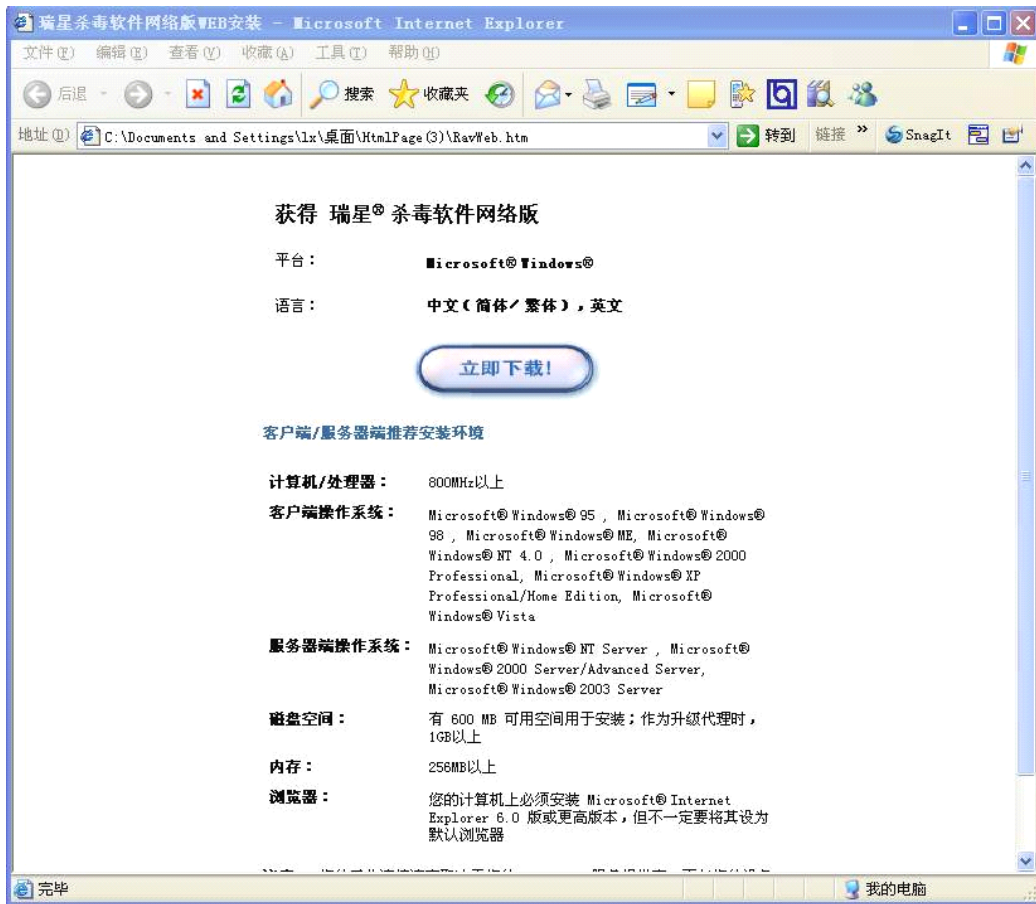 瑞星杀毒软件网络版WEB安装 - Microsoft Internet Explorer
文件(F) 编辑(E) 查看(V) 收藏(A) 工具(T) 帮助(H)
后退 搜索 收藏夹
地址(D) C:\Documents and Settings\lx\桌面\HtmlPage(3)\RavWeb.htm 转到 链接 » SnagIt
获得 瑞星® 杀毒软件网络版
平台： Microsoft® Windows®
语言： 中文(简体/繁体)，英文
立即下载!
客户端/服务器端推荐安装环境
计算机/处理器： 800MHz以上
客户端操作系统： Microsoft® Windows® 95 , Microsoft® Windows®
98 , Microsoft® Windows® ME, Microsoft®
Windows® NT 4.0 , Microsoft® Windows® 2000
Professional, Microsoft® Windows® XP
Professional/Home Edition, Microsoft®
Windows® Vista
服务器端操作系统： Microsoft® Windows® NT Server , Microsoft®
Windows® 2000 Server/Advanced Server,
Microsoft® Windows® 2003 Server
磁盘空间： 有 600 MB 可用空间用于安装；作为升级代理时，
1GB以上
内存： 256MB以上
浏览器： 您的计算机上必须安装 Microsoft® Internet
Explorer 6.0 版或更高版本，但不一定要将其设为
默认浏览器
完毕 我的电脑